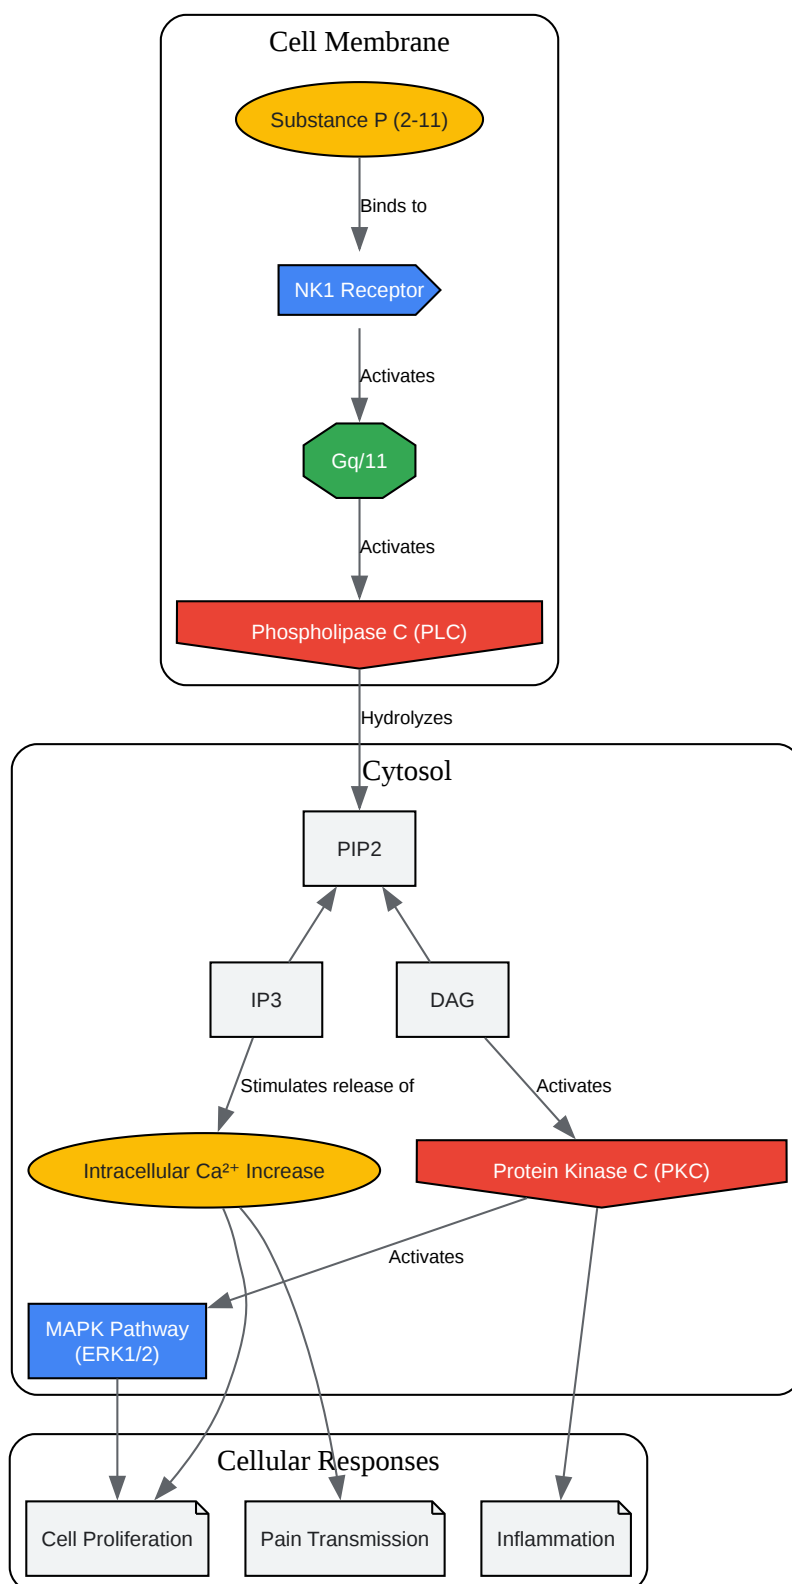 Cell Membrane
Substance P (2-11)
Binds to
NK1 Receptor
Activates
Gq/11
Activates
Phospholipase C (PLC)
Hydrolyzes
Cytosol
PIP2
IP3
DAG
Stimulates release of
Activates
Intracellular Ca²⁺ Increase
Protein Kinase C (PKC)
Activates
MAPK Pathway
(ERK1/2)
Cellular Responses
Cell Proliferation
Pain Transmission
Inflammation